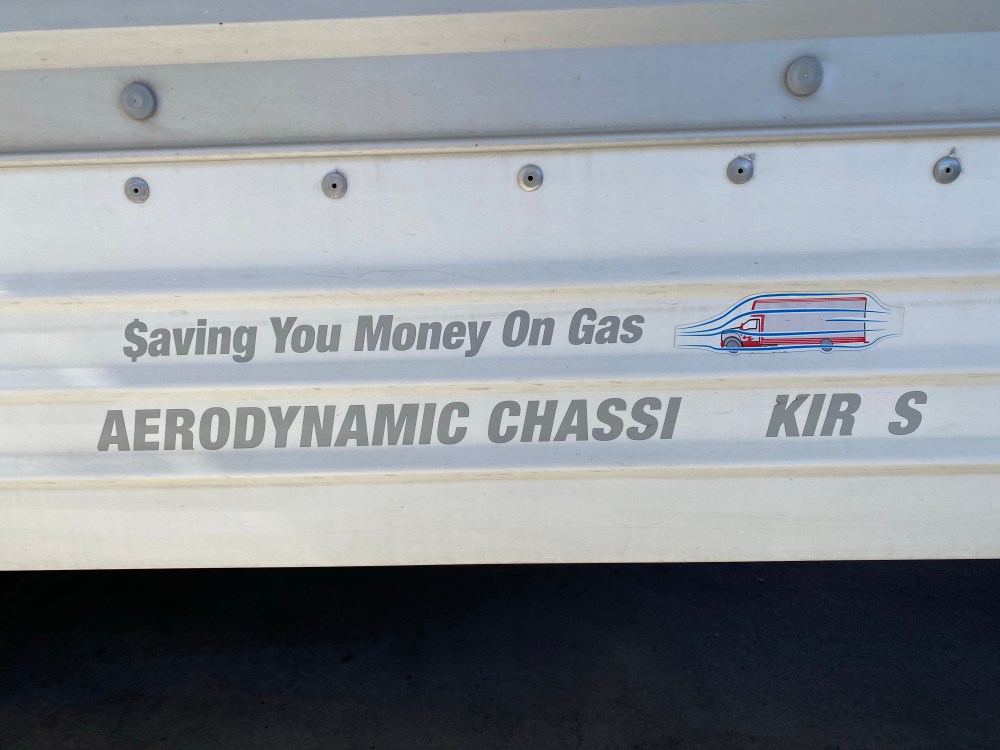 $aving You Money On Gas
AERODYNAMIC CHASSI KIR S